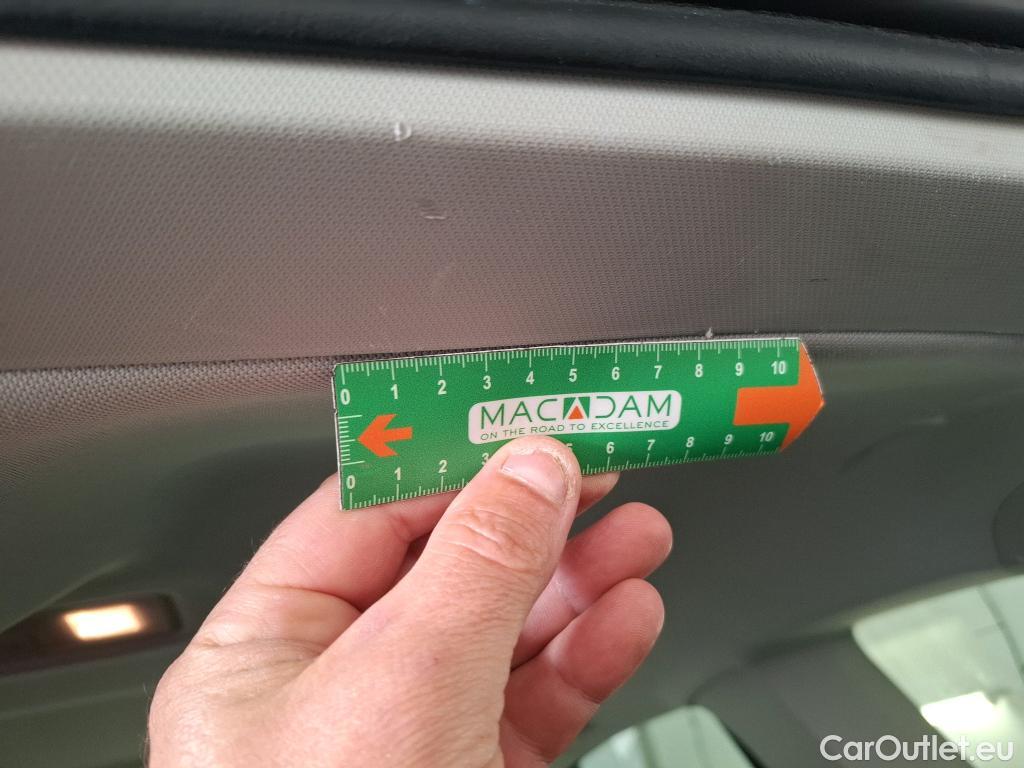 0 1 2 3 4 5 6 7 8 9 10
MACADAM
ON THE ROAD TO EXCELLENCE
0 1 2 3 5 6 7 8 9 10
CarOutlet.eu